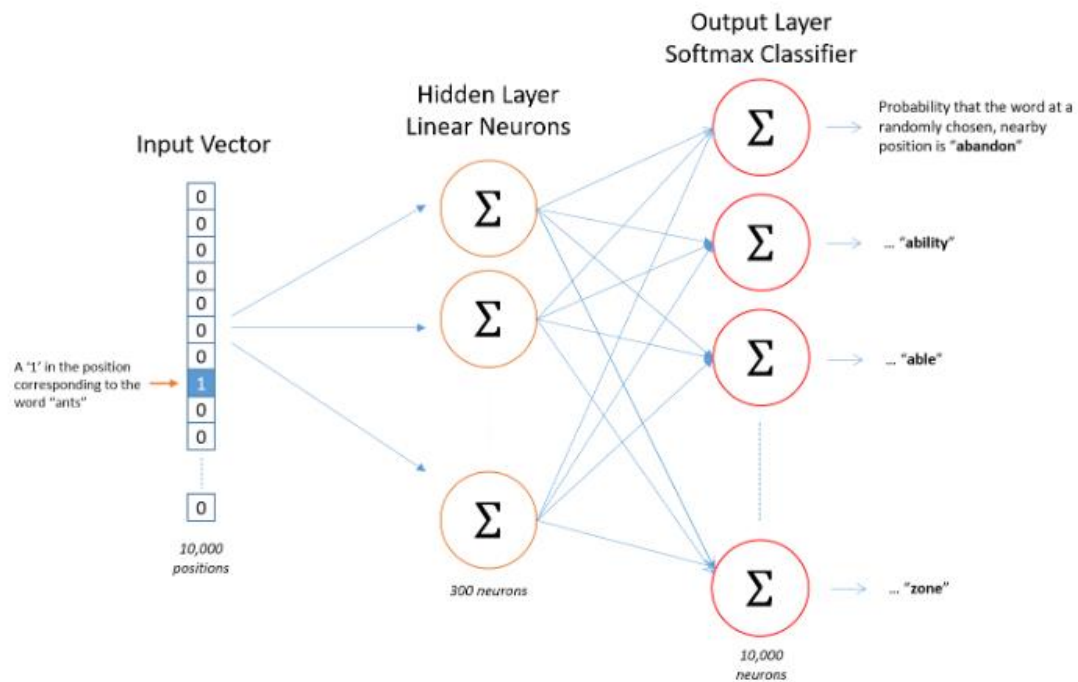 Output Layer
Softmax Classifier
Hidden Layer
Linear Neurons
Input Vector
0
0
0
0
0
0
0
1
0
0
0
A ‘1’ in the position
corresponding to the
word “ants”
10,000
positions
Σ
Σ
Σ
300 neurons
Σ
Σ
Σ
Σ
10,000
neurons
Probability that the word at a
randomly chosen, nearby
position is “abandon”
... “ability”
... “able”
... “zone”